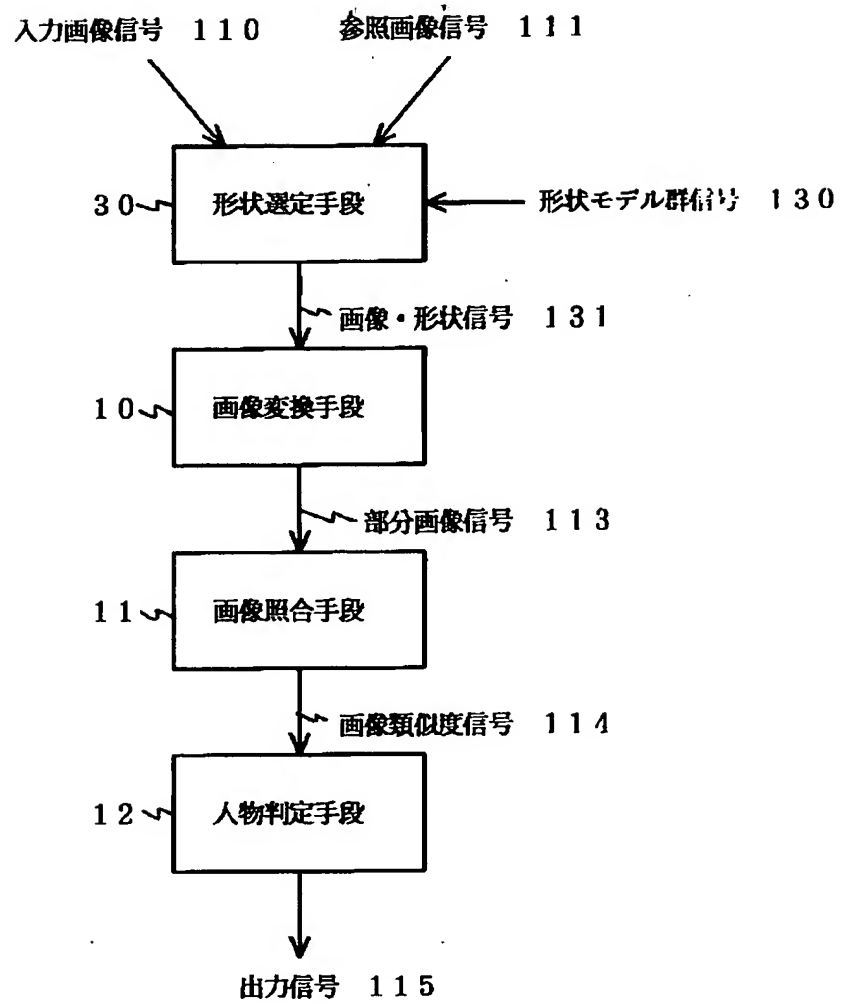 入力画像信号 110 参照画像信号 111
30 形状選定手段 形状モデル群信号 130
画像・形状信号 131
10 画像変換手段
部分画像信号 113
11 画像照合手段
画像類似度信号 114
12 人物判定手段
出力信号 115